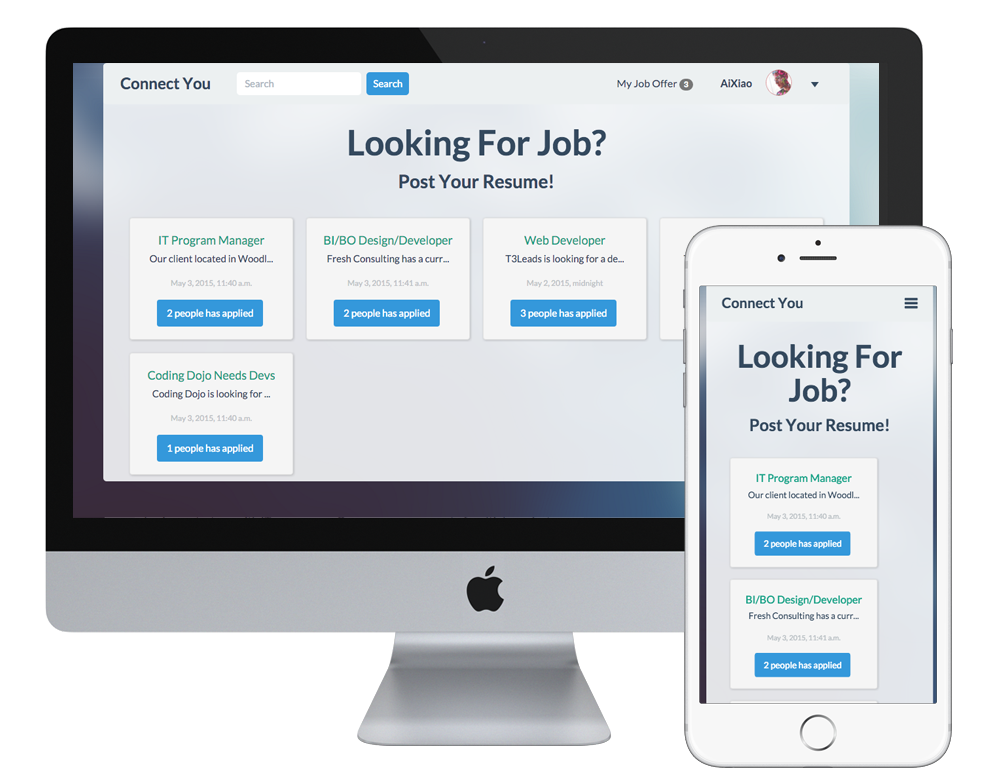 Connect You
Search
Search
My Job Offer 3
AiXiao
Looking For Job?
Post Your Resume!
IT Program Manager
Our client located in Woodl...
May 3, 2015, 11:40 a.m.
2 people has applied
BI/BO Design/Developer
Fresh Consulting has a curr...
May 3, 2015, 11:41 a.m.
2 people has applied
Web Developer
T3Leads is looking for a de...
May 2, 2015, midnight
3 people has applied
Coding Dojo Needs Devs
Coding Dojo is looking for ...
May 3, 2015, 11:40 a.m.
1 people has applied
Connect You
Looking For
Job?
Post Your Resume!
IT Program Manager
Our client located in Woodl...
May 3, 2015, 11:40 a.m.
2 people has applied
BI/BO Design/Developer
Fresh Consulting has a curr...
May 3, 2015, 11:41 a.m.
2 people has applied